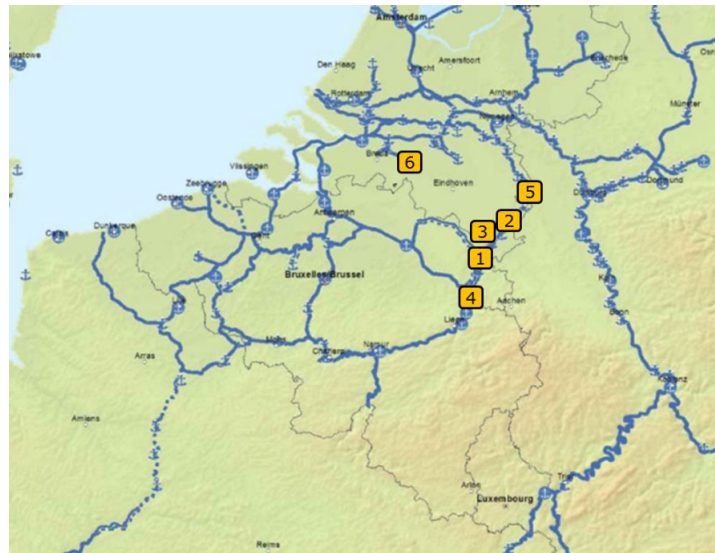 Amsterdam
Den Haag
Utrecht
Amersfoort
Enschede
Rotterdam
Arnhem
Nijmegen
Münster
Breda
6
Eindhoven
5
Duisburg
Dortmund
Vlissingen
Zeebrugge
Oostende
2
3
Antwerpen
Dunkerque
Calais
Gent
1
Bruxelles/Brussel
Köln
4
Aachen
Bonn
Lille
Liège
Mons
Namur
Charleroi
Arras
Koblenz
Amiens
Trier
Arlon
Luxembourg
Reims